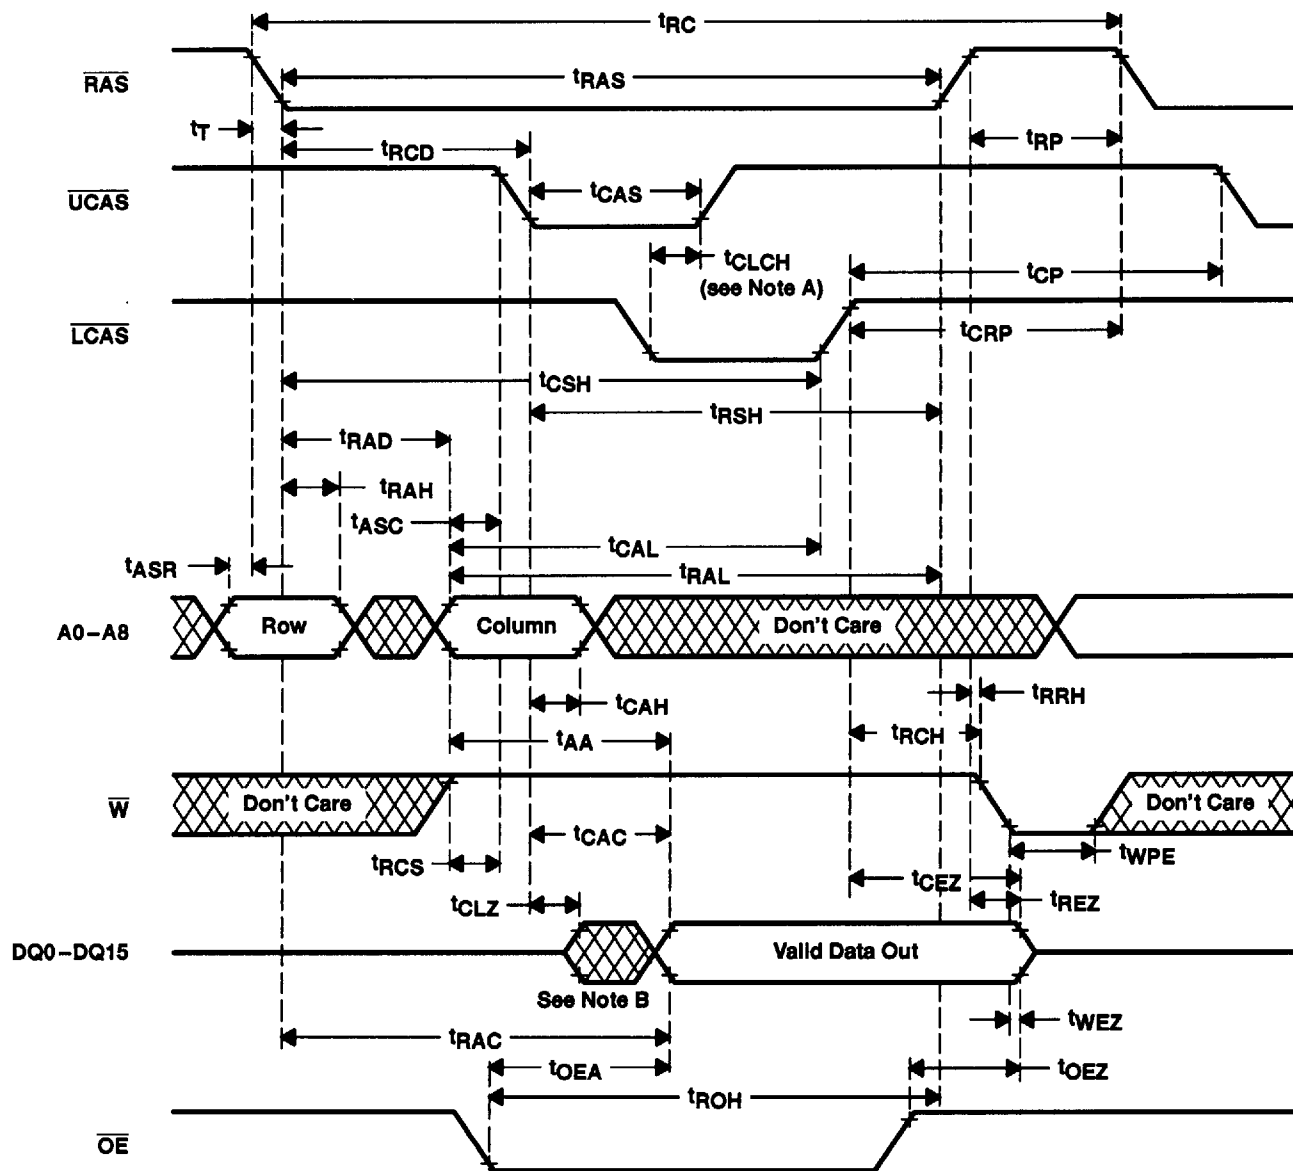 tRC
RAS
tRAS
tT
tRCD
tRP
UCAS
tCAS
tCLCH
(see Note A)
tCP
LCAS
tCRP
tCSH
tRSH
tRAD
tRAH
tASC
tCAL
tASR
tRAL
A0–A8
Row
Column
Don't Care
tCAH
tRRH
tAA
tRCH
W
Don't Care
Don't Care
tCAC
tRCS
tWPE
tCEZ
tCLZ
tREZ
DQ0–DQ15
Valid Data Out
See Note B
tWEZ
tRAC
tOEA
tOEZ
tROH
OE